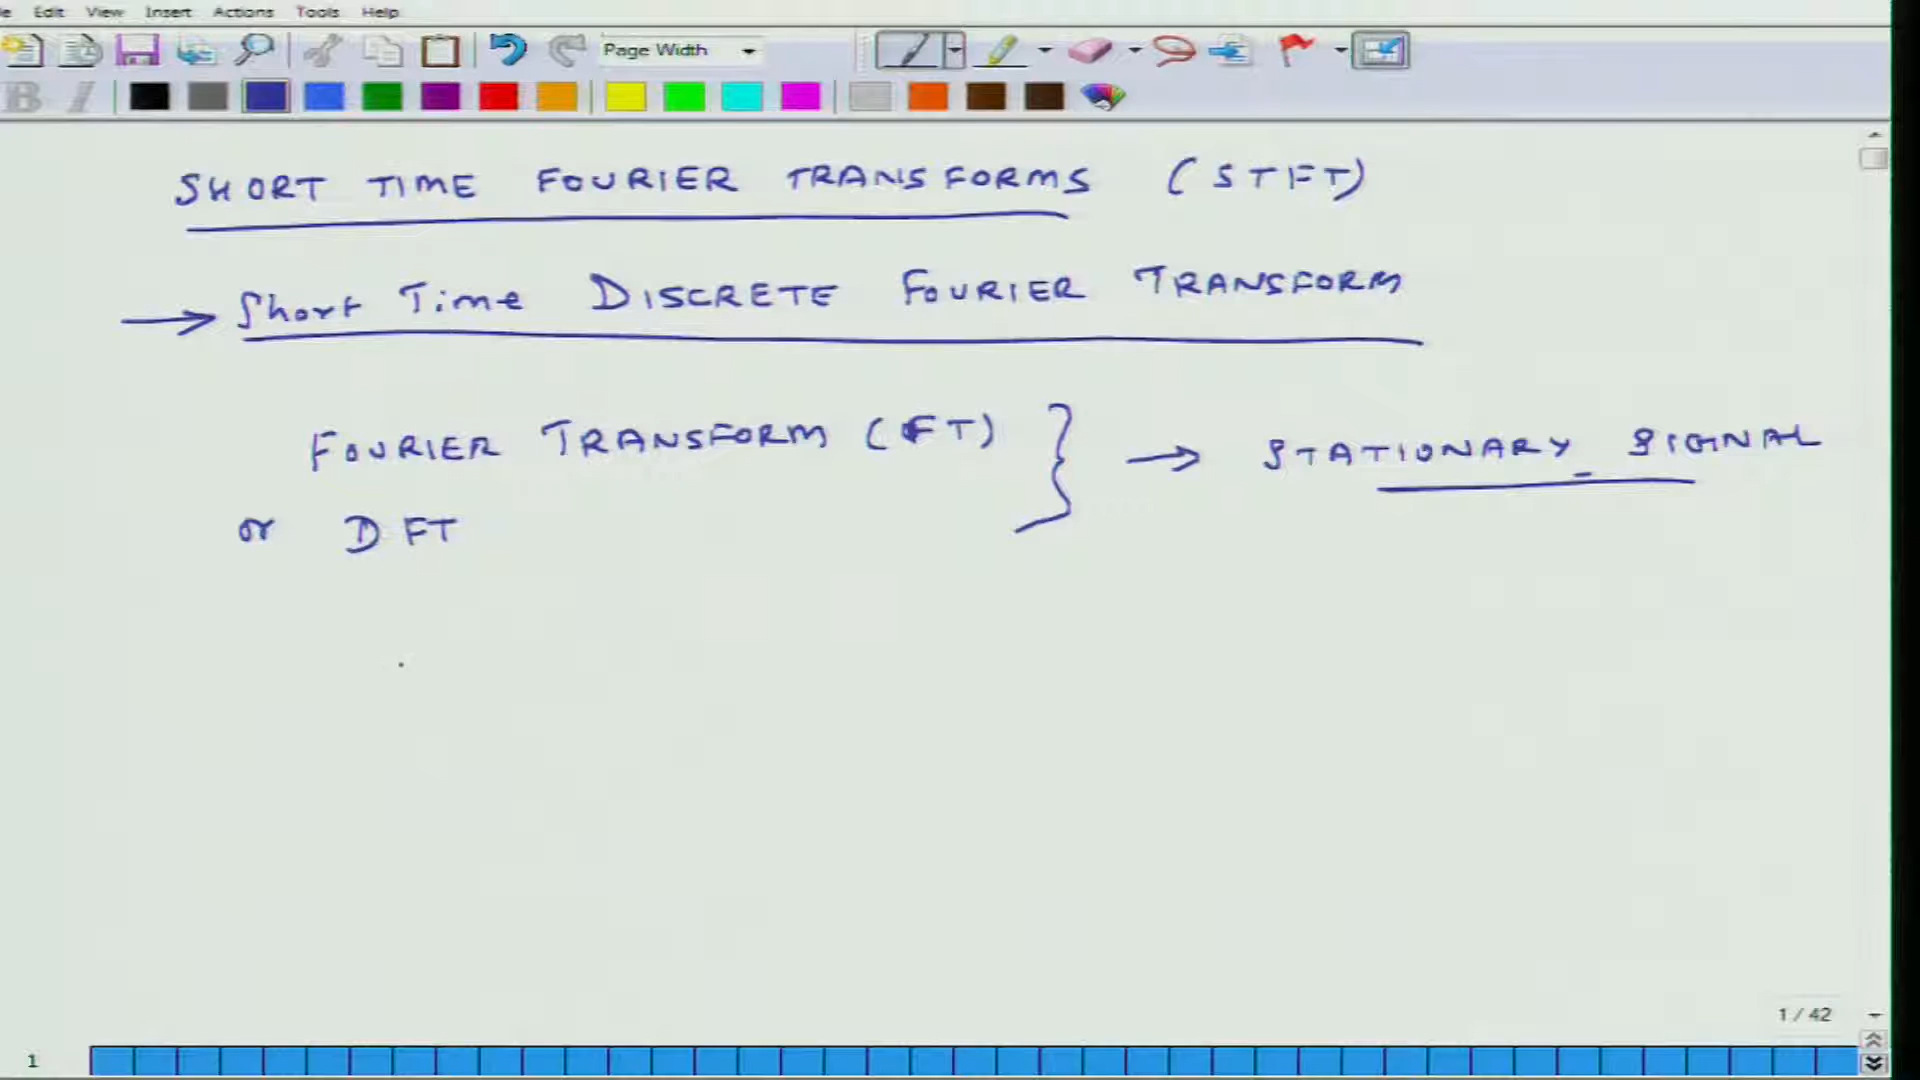 Edit View Insert Actions Tools Help
Page Width
SHORT TIME FOURIER TRANSFORMS (STFT)
→ Short Time DISCRETE FOURIER TRANSFORM
FOURIER TRANSFORM (FT) } → STATIONARY SIGNAL
or DFT
1 / 42
1